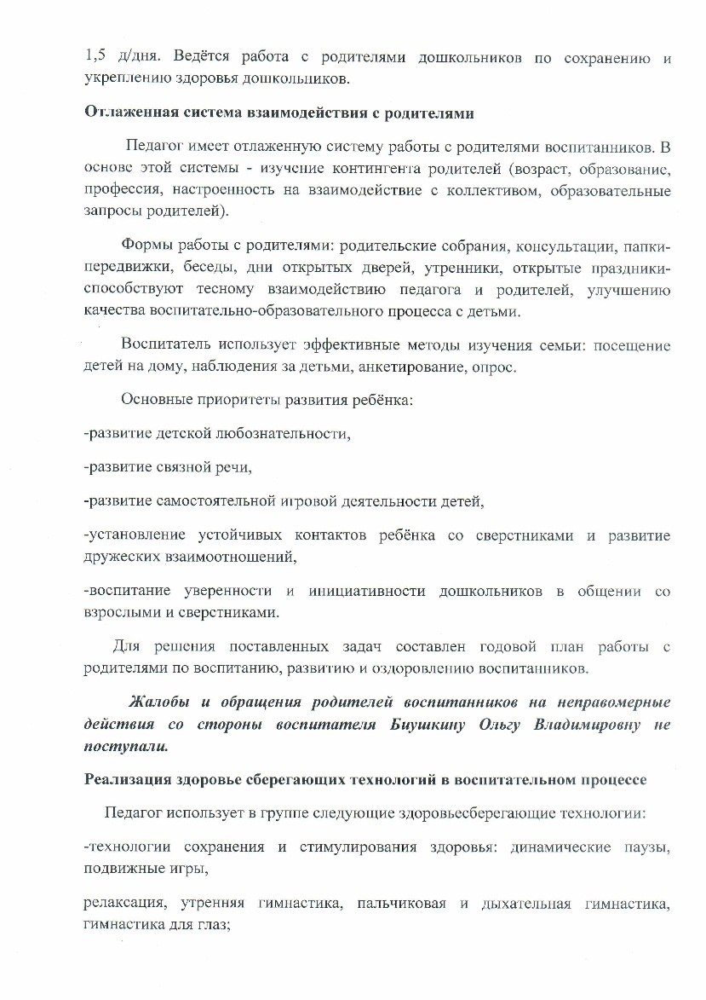 1,5 д/дня. Ведётся работа с родителями дошкольников по сохранению и
укреплению здоровья дошкольников.
Отлаженная система взаимодействия с родителями
Педагог имеет отлаженную систему работы с родителями воспитанников. В
основе этой системы - изучение контингента родителей (возраст, образование,
профессия, настроенность на взаимодействие с коллективом, образовательные
запросы родителей).
Формы работы с родителями: родительские собрания, консультации, папки-
передвижки, беседы, дни открытых дверей, утренники, открытые праздники-
способствуют тесному взаимодействию педагога и родителей, улучшению
качества воспитательно-образовательного процесса с детьми.
Воспитатель использует эффективные методы изучения семьи: посещение
детей на дому, наблюдения за детьми, анкетирование, опрос.
Основные приоритеты развития ребёнка:
-развитие детской любознательности,
-развитие связной речи,
-развитие самостоятельной игровой деятельности детей,
-установление устойчивых контактов ребёнка со сверстниками и развитие
дружеских взаимоотношений,
-воспитание уверенности и инициативности дошкольников в общении со
взрослыми и сверстниками.
Для решения поставленных задач составлен годовой план работы с
родителями по воспитанию, развитию и оздоровлению воспитанников.
Жалобы и обращения родителей воспитанников на неправомерные
действия со стороны воспитателя Биушкину Ольгу Владимировну не
поступали.
Реализация здоровье сберегающих технологий в воспитательном процессе
Педагог использует в группе следующие здоровьесберегающие технологии:
-технологии сохранения и стимулирования здоровья: динамические паузы,
подвижные игры,
релаксация, утренняя гимнастика, пальчиковая и дыхательная гимнастика,
гимнастика для глаз;